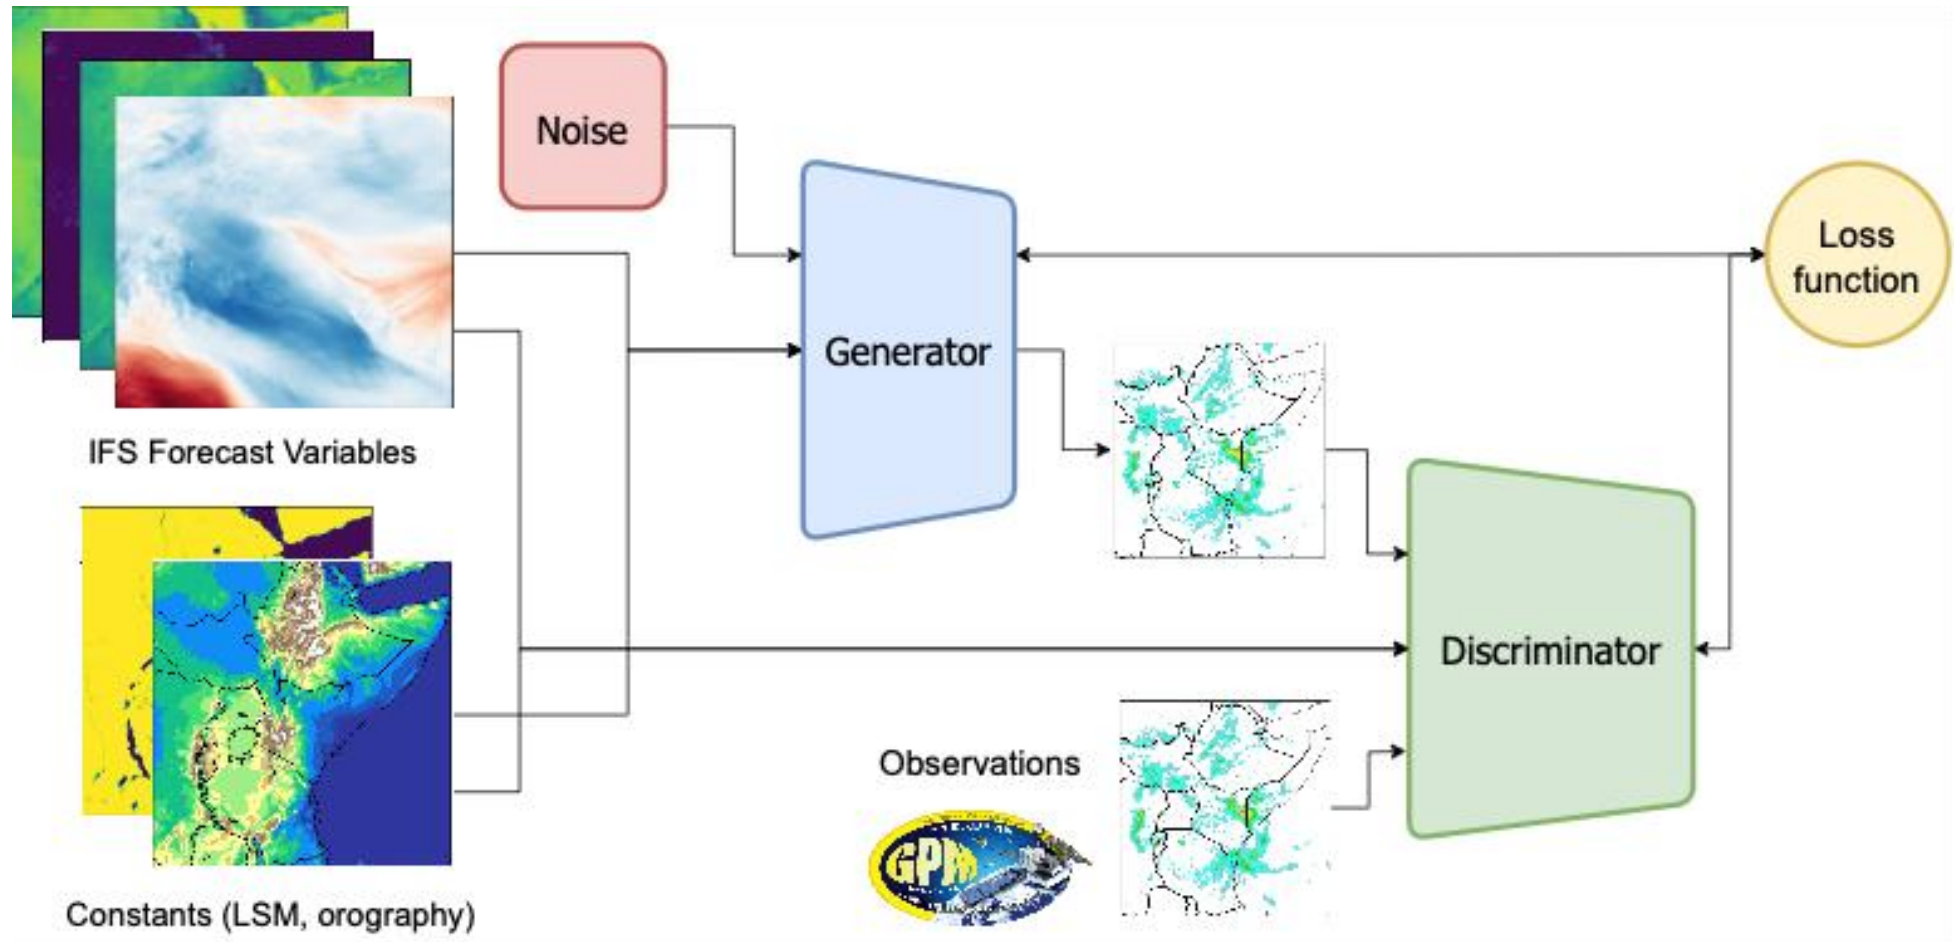 Noise
Loss
function
Generator
IFS Forecast Variables
Discriminator
Observations
GPM
Constants (LSM, orography)